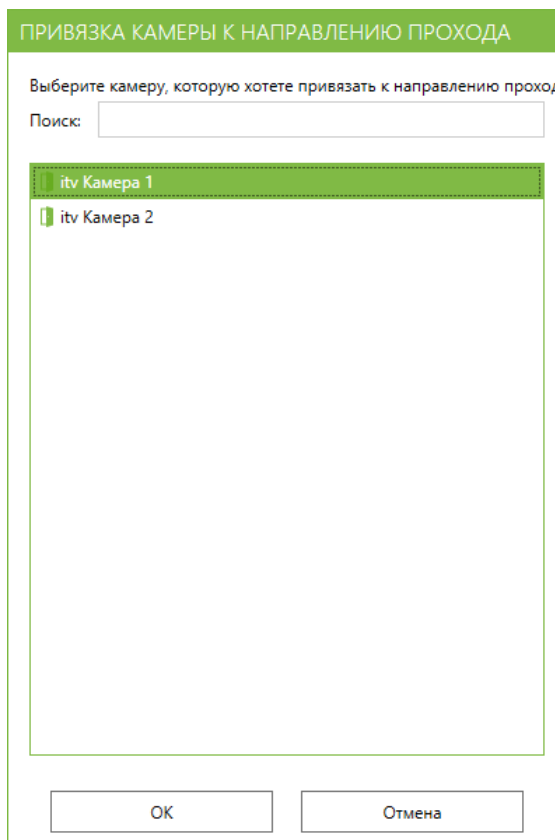 ПРИВЯЗКА КАМЕРЫ К НАПРАВЛЕНИЮ ПРОХОДА
Выберите камеру, которую хотете привязать к направлению проход
Поиск:
itv Камера 1
itv Камера 2
OK
Отмена